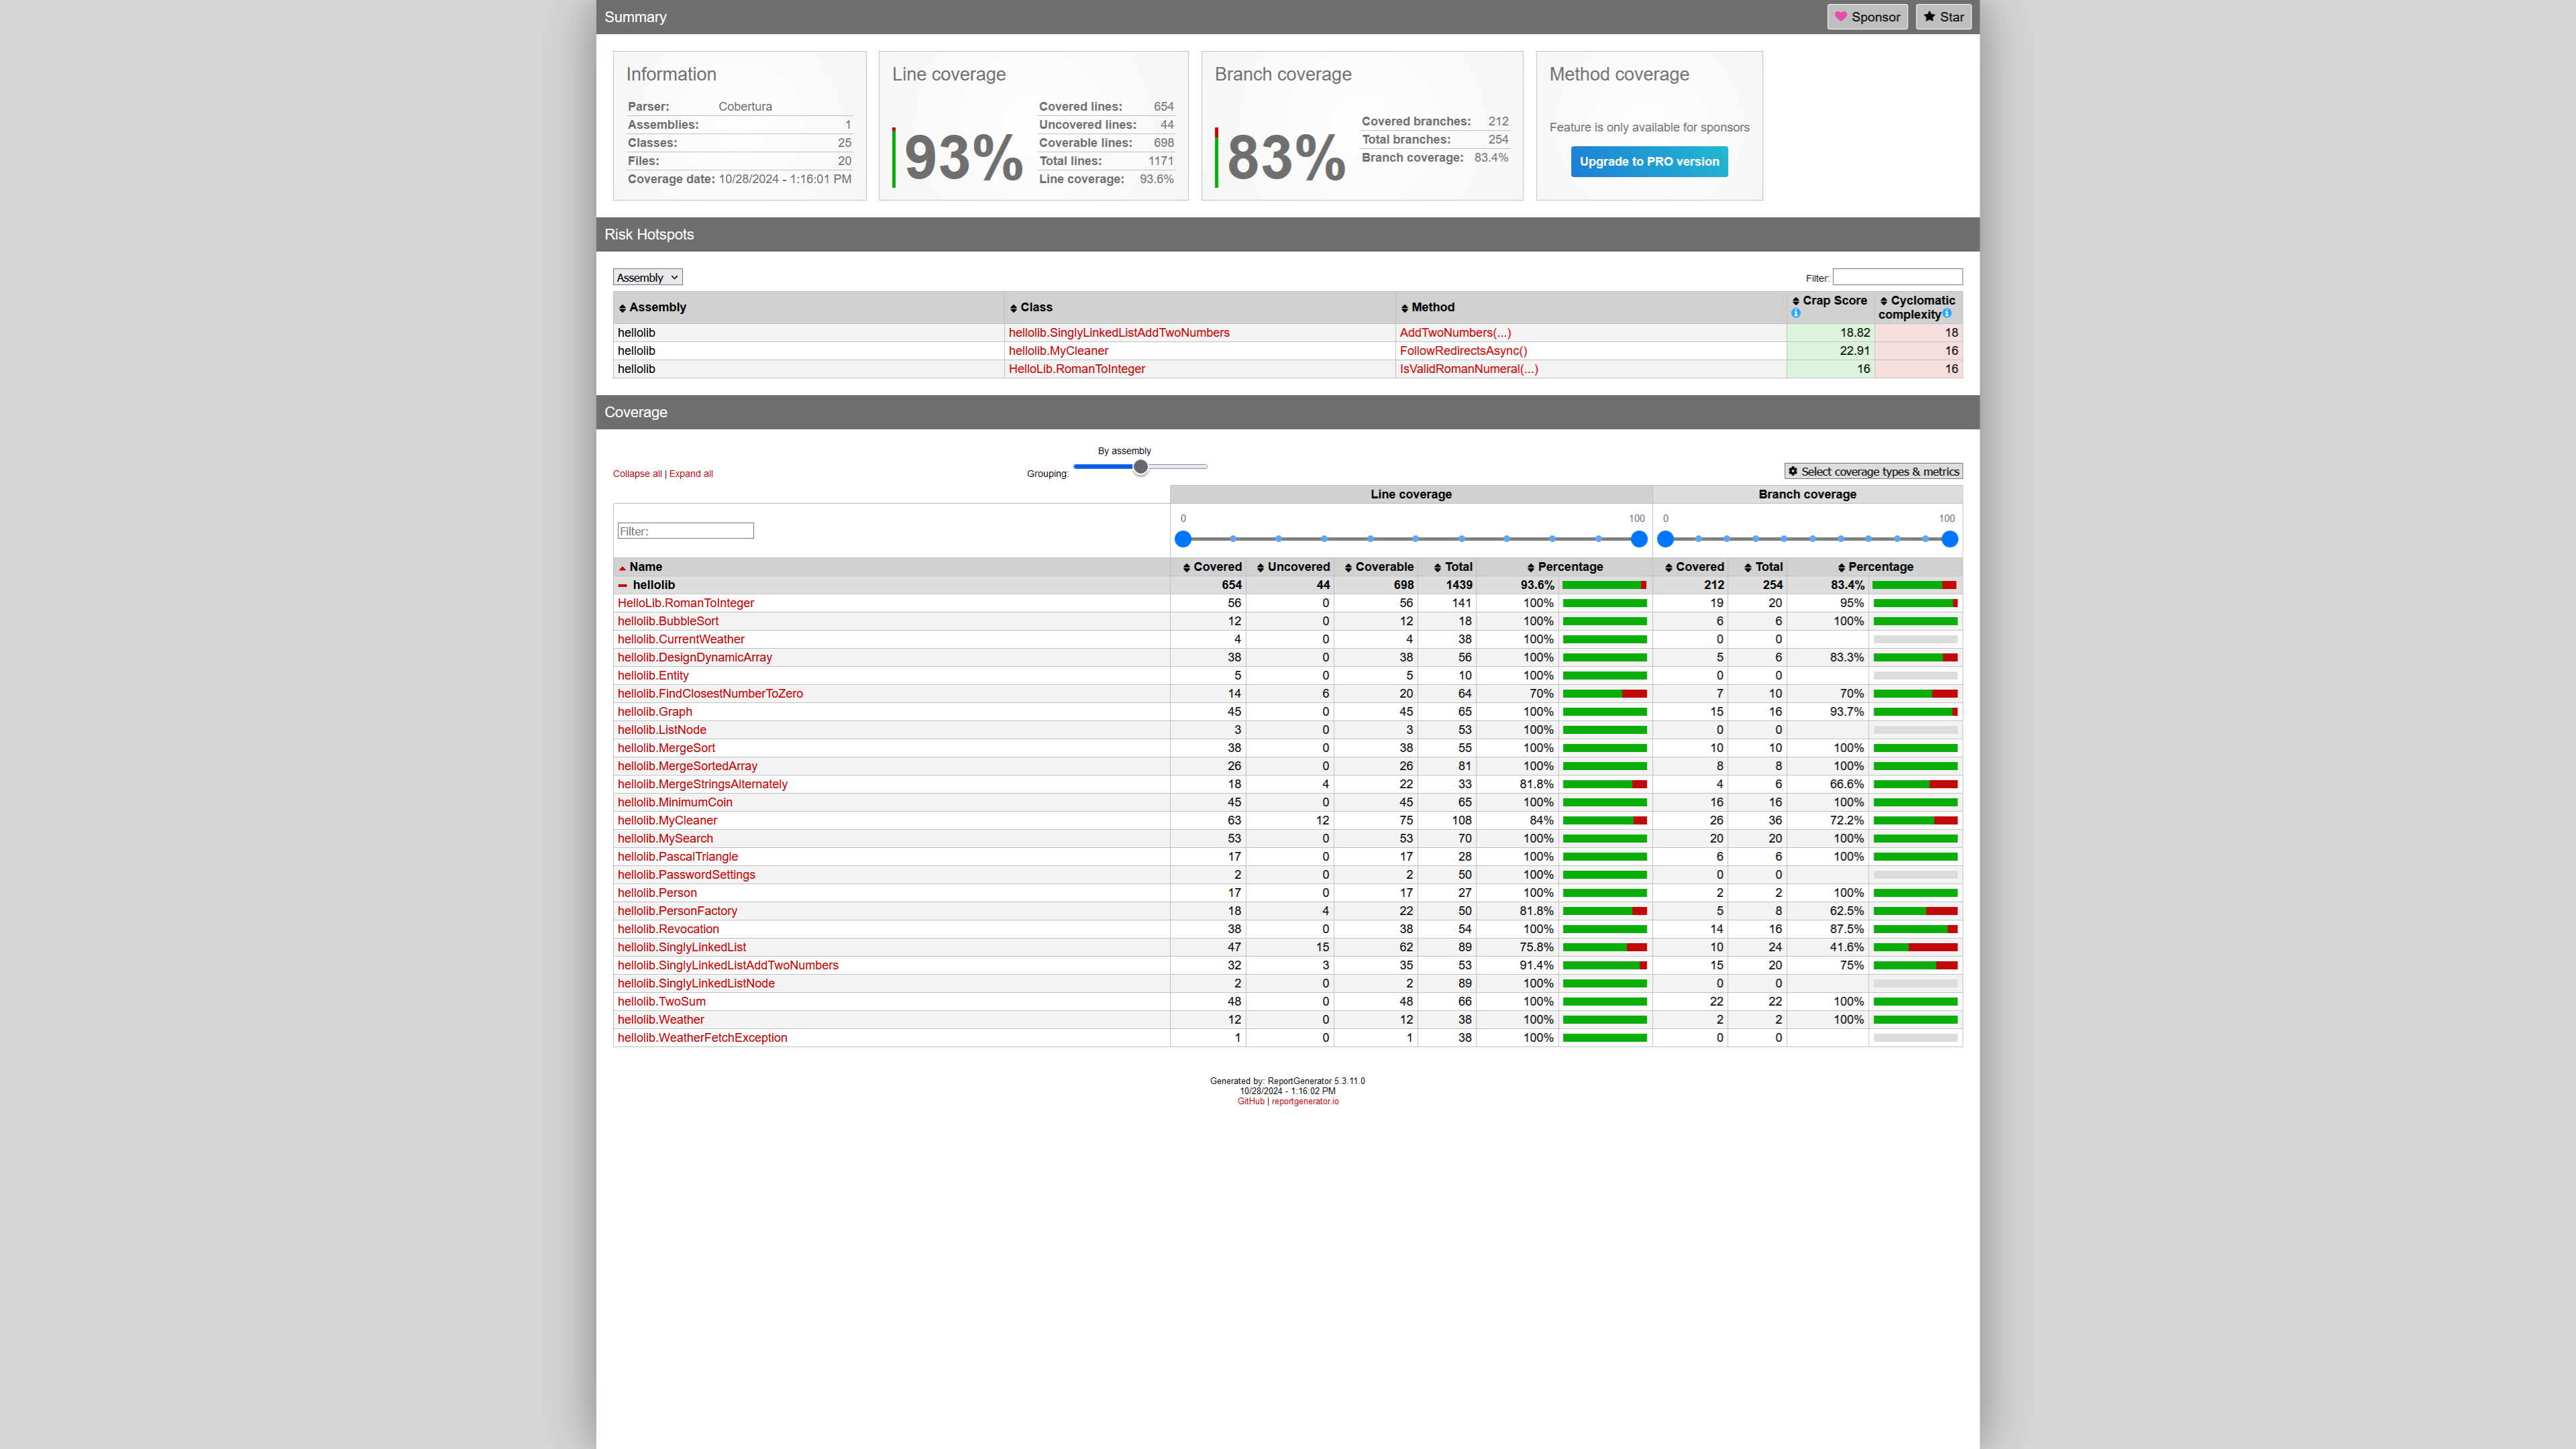 Summary
Sponsor Star
Information
Parser: Cobertura
Assemblies: 1
Classes: 25
Files: 20
Coverage date: 10/28/2024 - 1:16:01 PM
Line coverage
93%
Covered lines: 654
Uncovered lines: 44
Coverable lines: 698
Total lines: 1171
Line coverage: 93.6%
Branch coverage
83%
Covered branches: 212
Total branches: 254
Branch coverage: 83.4%
Method coverage
Feature is only available for sponsors
Upgrade to PRO version
Risk Hotspots
Assembly
Filter:
Assembly Class Method Crap Score Cyclomatic complexity
hellolib hellolib.SinglyLinkedListAddTwoNumbers AddTwoNumbers(...) 18.82 18
hellolib hellolib.MyCleaner FollowRedirectsAsync() 22.91 16
hellolib HelloLib.RomanToInteger IsValidRomanNumeral(...) 16 16
Coverage
Collapse all | Expand all
By assembly
Grouping:
Select coverage types & metrics
Line coverage Branch coverage
Filter:
0 100 0 100
Name Covered Uncovered Coverable Total Percentage Covered Total Percentage
hellolib 654 44 698 1439 93.6% 212 254 83.4%
HelloLib.RomanToInteger 56 0 56 141 100% 19 20 95%
hellolib.BubbleSort 12 0 12 18 100% 6 6 100%
hellolib.CurrentWeather 4 0 4 38 100% 0 0
hellolib.DesignDynamicArray 38 0 38 56 100% 5 6 83.3%
hellolib.Entity 5 0 5 10 100% 0 0
hellolib.FindClosestNumberToZero 14 6 20 64 70% 7 10 70%
hellolib.Graph 45 0 45 65 100% 15 16 93.7%
hellolib.ListNode 3 0 3 53 100% 0 0
hellolib.MergeSort 38 0 38 55 100% 10 10 100%
hellolib.MergeSortedArray 26 0 26 81 100% 8 8 100%
hellolib.MergeStringsAlternately 18 4 22 33 81.8% 4 6 66.6%
hellolib.MinimumCoin 45 0 45 65 100% 16 16 100%
hellolib.MyCleaner 63 12 75 108 84% 26 36 72.2%
hellolib.MySearch 53 0 53 70 100% 20 20 100%
hellolib.PascalTriangle 17 0 17 28 100% 6 6 100%
hellolib.PasswordSettings 2 0 2 50 100% 0 0
hellolib.Person 17 0 17 27 100% 2 2 100%
hellolib.PersonFactory 18 4 22 50 81.8% 5 8 62.5%
hellolib.Revocation 38 0 38 54 100% 14 16 87.5%
hellolib.SinglyLinkedList 47 15 62 89 75.8% 10 24 41.6%
hellolib.SinglyLinkedListAddTwoNumbers 32 3 35 53 91.4% 15 20 75%
hellolib.SinglyLinkedListNode 2 0 2 89 100% 0 0
hellolib.TwoSum 48 0 48 66 100% 22 22 100%
hellolib.Weather 12 0 12 38 100% 2 2 100%
hellolib.WeatherFetchException 1 0 1 38 100% 0 0
Generated by: ReportGenerator 5.3.11.0
10/28/2024 - 1:16:02 PM
GitHub | reportgenerator.io